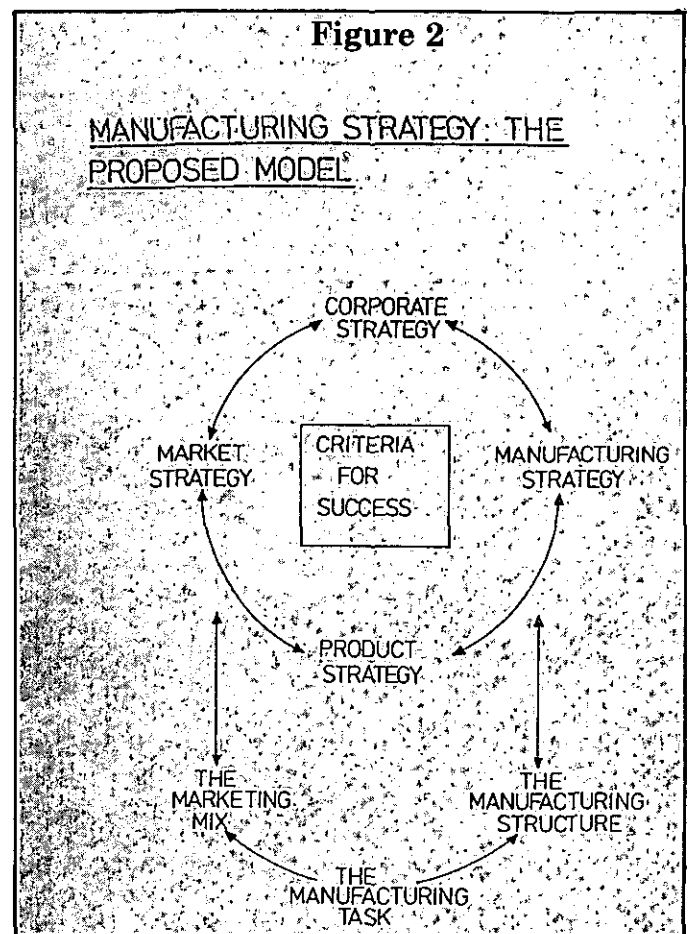 Figure 2
MANUFACTURING STRATEGY: THE
PROPOSED MODEL
CORPORATE
STRATEGY
MARKET
STRATEGY
CRITERIA
FOR
SUCCESS
MANUFACTURING
STRATEGY
PRODUCT
STRATEGY
THE
MARKETING
MIX
THE
MANUFACTURING
STRUCTURE
THE
MANUFACTURING
TASK